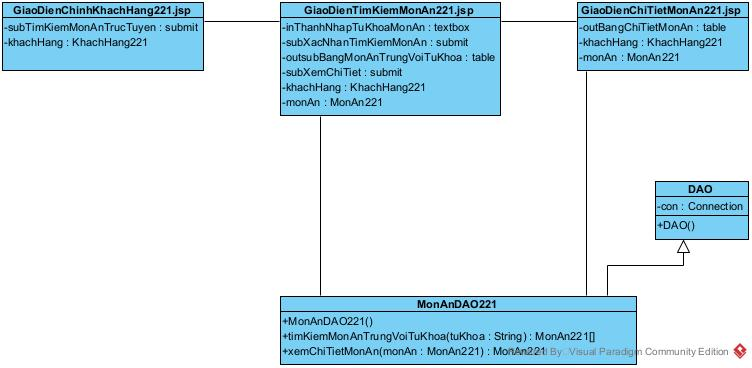 GiaoDienChinhKhachHang221.jsp
-subTimKiemMonAnTrucTuyen : submit
-khachHang : KhachHang221
GiaoDienTimKiemMonAn221.jsp
-inThanhNhapTuKhoaMonAn : textbox
-subXacNhanTimKiemMonAn : submit
-outsubBangMonAnTrungVoiTuKhoa : table
-subXemChiTiet : submit
-khachHang : KhachHang221
-monAn : MonAn221
GiaoDienChiTietMonAn221.jsp
-outBangChiTietMonAn : table
-khachHang : KhachHang221
-monAn : MonAn221
DAO
-con : Connection
+DAO()
MonAnDAO221
+MonAnDAO221()
+timKiemMonAnTrungVoiTuKhoa(tuKhoa : String) : MonAn221[]
+xemChiTietMonAn(monAn : MonAn221) : MonAn221
Visual Paradigm Community Edition